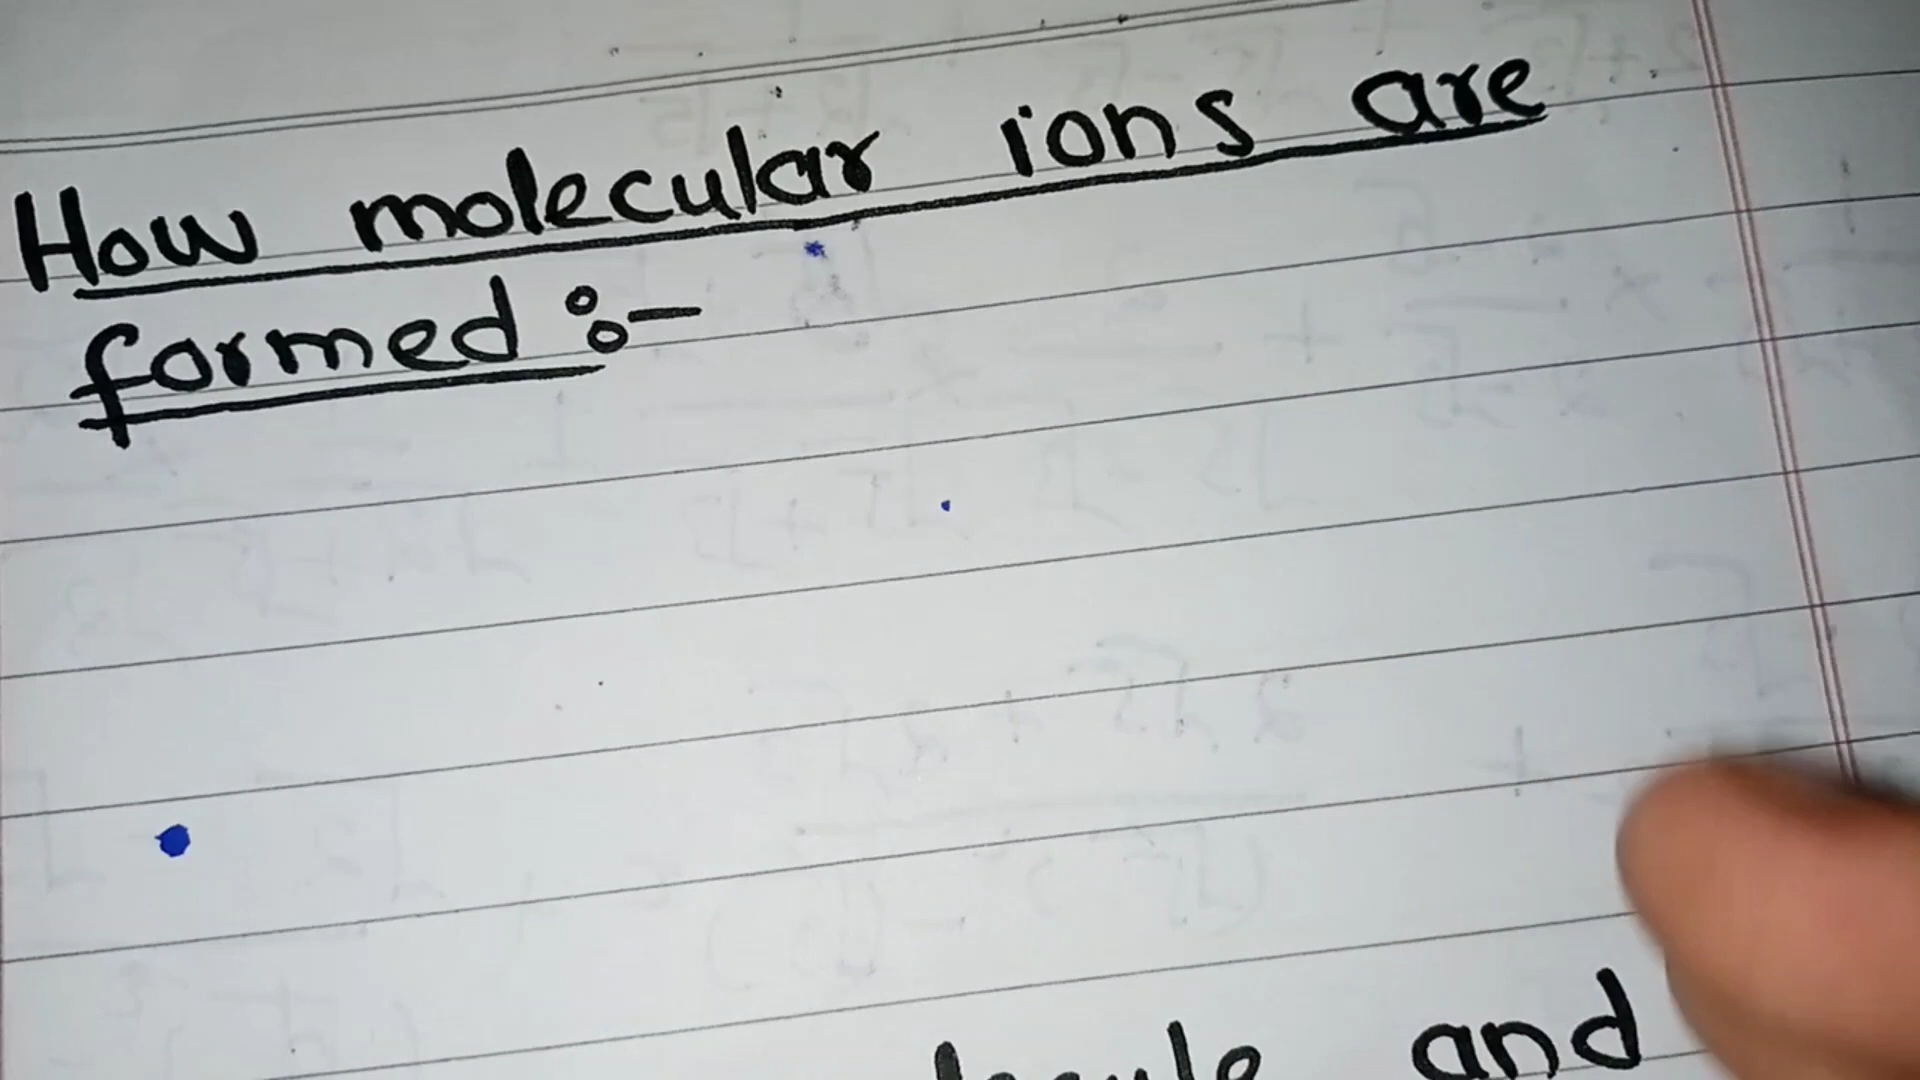 How molecular ions are
formed :-
and